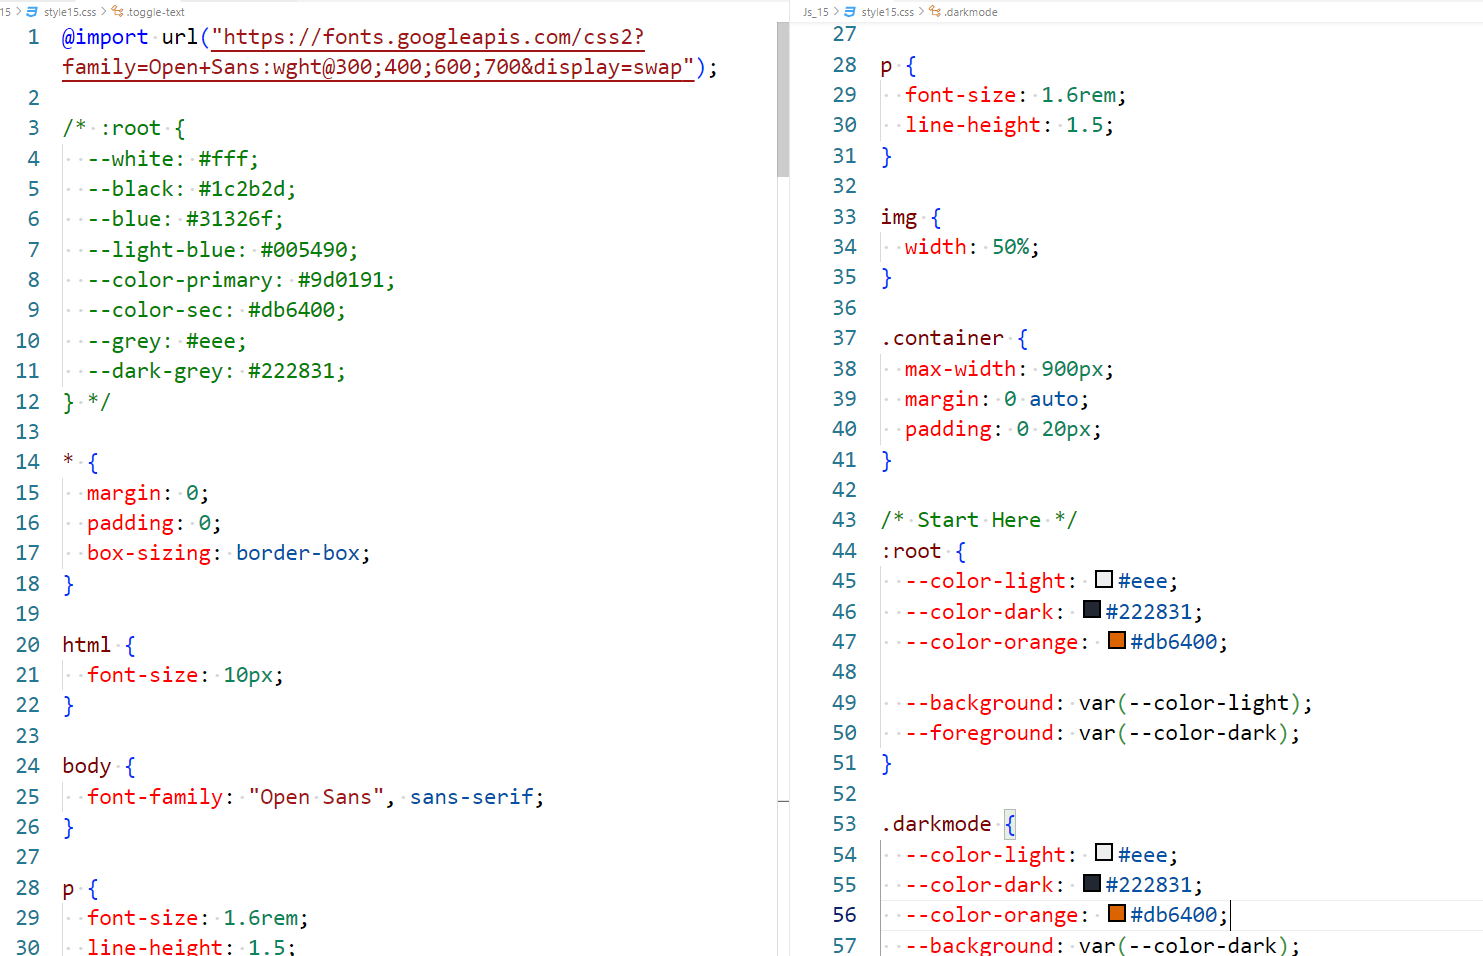 15 > style15.css > .toggle-text
1 @import url("https://fonts.googleapis.com/css2?
family=Open+Sans:wght@300;400;600;700&display=swap");
2
3 /* :root {
4 --white: #fff;
5 --black: #1c2b2d;
6 --blue: #31326f;
7 --light-blue: #005490;
8 --color-primary: #9d0191;
9 --color-sec: #db6400;
10 --grey: #eee;
11 --dark-grey: #222831;
12 } */
13
14 * {
15 margin: 0;
16 padding: 0;
17 box-sizing: border-box;
18 }
19
20 html {
21 font-size: 10px;
22 }
23
24 body {
25 font-family: "Open Sans", sans-serif;
26 }
27
28 p {
29 font-size: 1.6rem;
30 line-height: 1.5;
Js_15 > style15.css > .darkmode
27
28 p {
29 font-size: 1.6rem;
30 line-height: 1.5;
31 }
32
33 img {
34 width: 50%;
35 }
36
37 .container {
38 max-width: 900px;
39 margin: 0 auto;
40 padding: 0 20px;
41 }
42
43 /* Start Here */
44 :root {
45 --color-light: #eee;
46 --color-dark: #222831;
47 --color-orange: #db6400;
48
49 --background: var(--color-light);
50 --foreground: var(--color-dark);
51 }
52
53 .darkmode {
54 --color-light: #eee;
55 --color-dark: #222831;
56 --color-orange: #db6400;
57 --background: var(--color-dark);